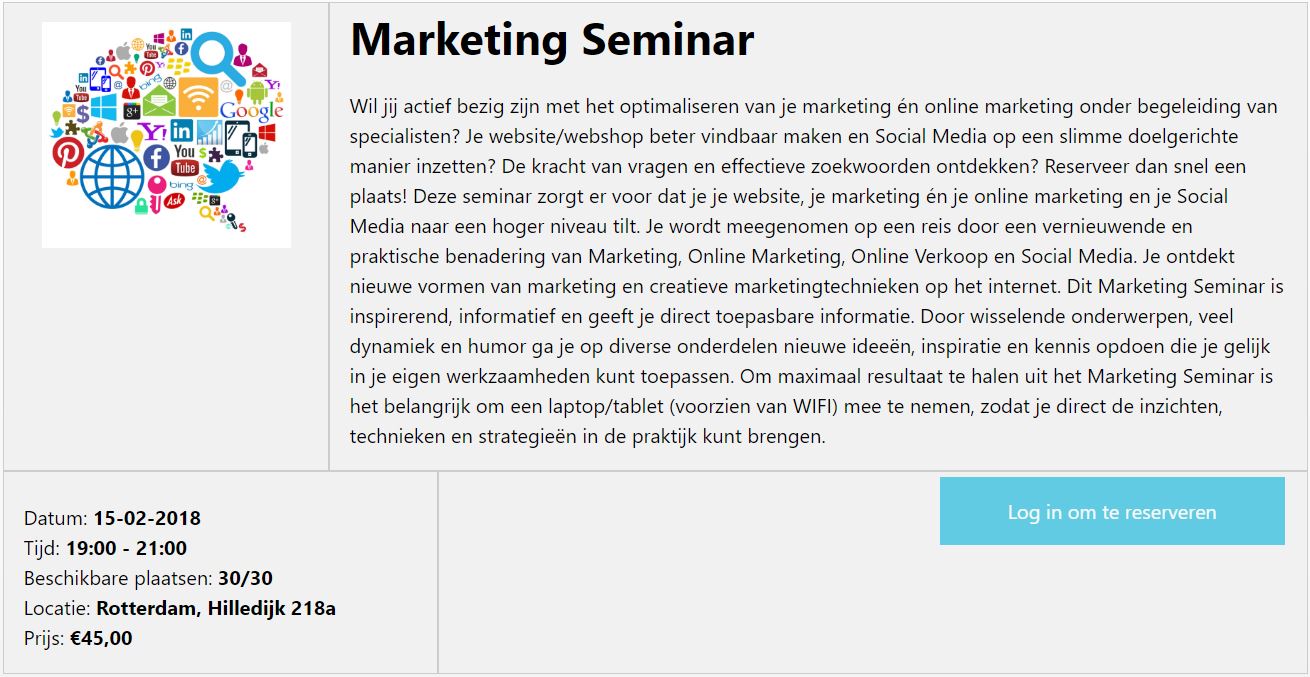 Marketing Seminar
Wil jij actief bezig zijn met het optimaliseren van je marketing én online marketing onder begeleiding van
specialisten? Je website/webshop beter vindbaar maken en Social Media op een slimme doelgerichte
manier inzetten? De kracht van vragen en effectieve zoekwoorden ontdekken? Reserveer dan snel een
plaats! Deze seminar zorgt er voor dat je je website, je marketing én je online marketing en je Social
Media naar een hoger niveau tilt. Je wordt meegenomen op een reis door een vernieuwende en
praktische benadering van Marketing, Online Marketing, Online Verkoop en Social Media. Je ontdekt
nieuwe vormen van marketing en creatieve marketingtechnieken op het internet. Dit Marketing Seminar is
inspirerend, informatief en geeft je direct toepasbare informatie. Door wisselende onderwerpen, veel
dynamiek en humor ga je op diverse onderdelen nieuwe ideeën, inspiratie en kennis opdoen die je gelijk
in je eigen werkzaamheden kunt toepassen. Om maximaal resultaat te halen uit het Marketing Seminar is
het belangrijk om een laptop/tablet (voorzien van WIFI) mee te nemen, zodat je direct de inzichten,
technieken en strategieën in de praktijk kunt brengen.
Google
Y!
in
You
Tube
bing
Ask
Datum: 15-02-2018
Tijd: 19:00 - 21:00
Beschikbare plaatsen: 30/30
Locatie: Rotterdam, Hilledijk 218a
Prijs: €45,00
Log in om te reserveren